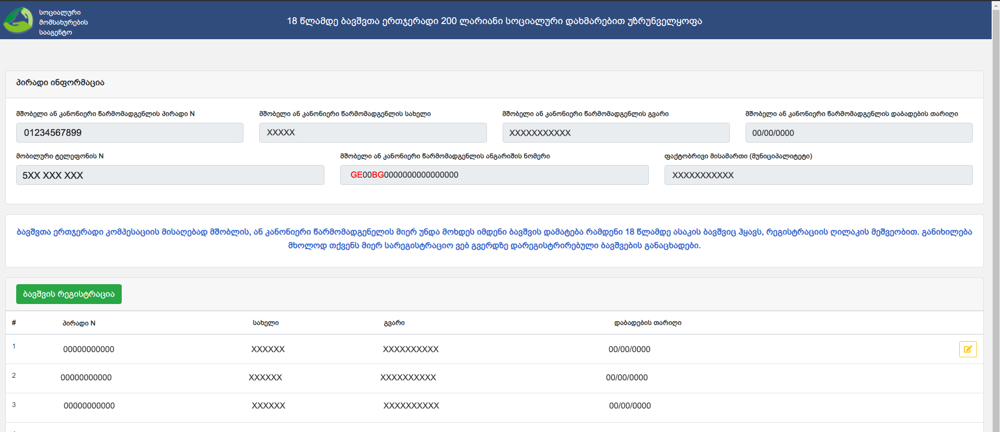 სოციალური
მომსახურების
სააგენტო
18 წლამდე ბავშვთა ერთჯერადი 200 ლარიანი სოციალური დახმარებით უზრუნველყოფა
პირადი ინფორმაცია
მშობელი ან კანონიერი წარმომადგენლის პირადი N
მშობელი ან კანონიერი წარმომადგენლის სახელი
მშობელი ან კანონიერი წარმომადგენლის გვარი
მშობელი ან კანონიერი წარმომადგენლის დაბადების თარიღი
01234567899
XXXXX
XXXXXXXXXXX
00/00/0000
მობილური ტელეფონის N
მშობელი ან კანონიერი წარმომადგენლის ანგარიშის ნომერი
ფაქტობრივი მისამართი (მუნიციპალიტეტი)
5XX XXX XXX
GE00BG0000000000000000
XXXXXXXXXXX
ბავშვთა ერთჯერადი კომპესაციის მისაღებად მშობლის, ან კანონიერი წარმომადგენელის მიერ უნდა მოხდეს იმდენი ბავშვის დამატება რამდენი 18 წლამდე ასაკის ბავშვიც ჰყავს, რეგისტრაციის ღილაკის მეშვეობით. განიხილება
მხოლოდ თქვენს მიერ სარეგისტრაციო ვებ გვერდზე დარეგისტრირებული ბავშვების განაცხადები.
ბავშვის რეგისტრაცია
# პირადი N სახელი გვარი დაბადების თარიღი
1 00000000000 XXXXXX XXXXXXXXXX 00/00/0000
2 00000000000 XXXXXX XXXXXXXXXX 00/00/0000
3 00000000000 XXXXXX XXXXXXXXXX 00/00/0000